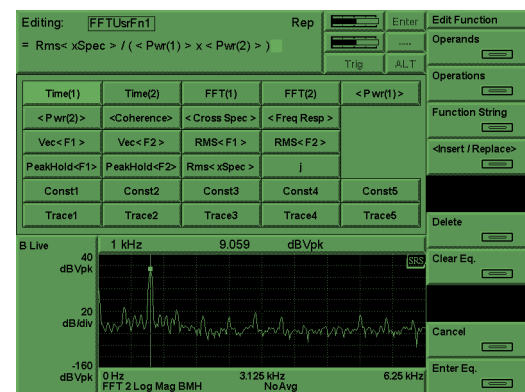 Editing: FFTUsrFn1 Rep Enter
= Rms< xSpec > / ( < Pwr(1) > x < Pwr(2) > )
Trig ALT
Time(1) Time(2) FFT(1) FFT(2) < Pwr(1) >
< Pwr(2) > <Coherence> < Cross Spec > < Freq Resp >
Vec< F1 > Vec< F2 > RMS< F1 > RMS< F2 >
PeakHold<F1> PeakHold<F2> Rms< xSpec > j
Const1 Const2 Const3 Const4 Const5
Trace1 Trace2 Trace3 Trace4 Trace5
B Live 1 kHz 9.059 dBVpk
40
dBVpk
SRS
20
dB/div
-160
dBVpk
0 Hz 3.125 kHz 6.25 kHz
FFT 2 Log Mag BMH NoAvg
Edit Function
Operands
Operations
Function String
<Insert / Replace>
Delete
Clear Eq.
Cancel
Enter Eq.